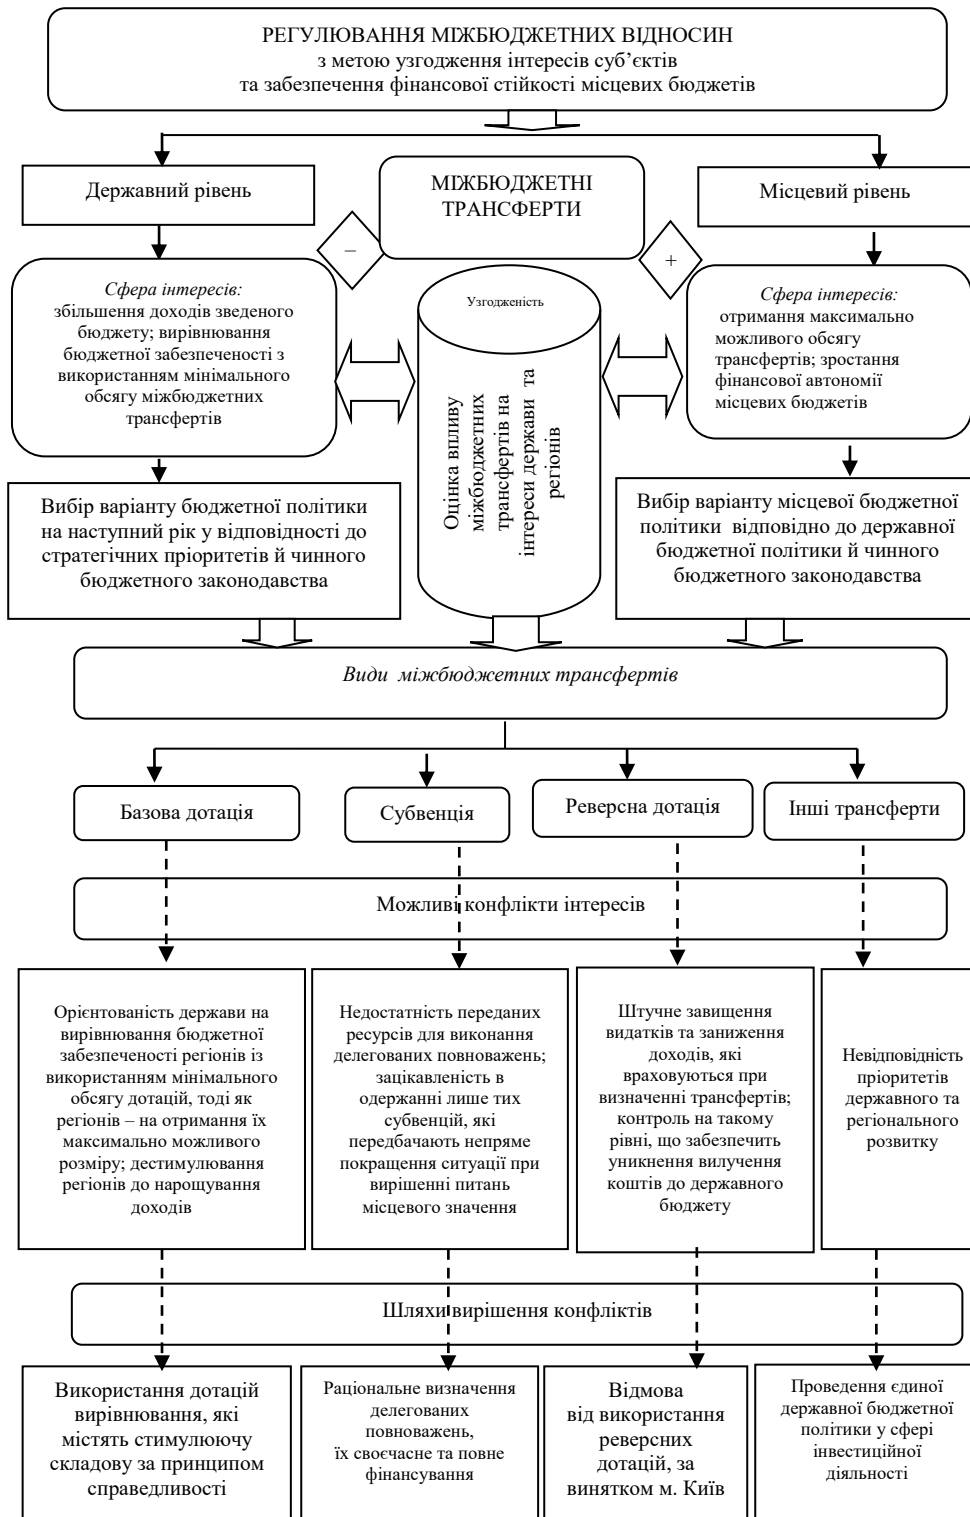 РЕГУЛЮВАННЯ МІЖБЮДЖЕТНИХ ВІДНОСИН
з метою узгодження інтересів суб’єктів
та забезпечення фінансової стійкості місцевих бюджетів
Державний рівень
МІЖБЮДЖЕТНІ
ТРАНСФЕРТИ
Місцевий рівень
–
+
Сфера інтересів:
збільшення доходів зведеного
бюджету; вирівнювання
бюджетної забезпеченості з
використанням мінімального
обсягу міжбюджетних
трансфертів
Узгодженість
Оцінка впливу
міжбюджетних
трансфертів на
інтереси держави та
регіонів
Сфера інтересів:
отримання максимально
можливого обсягу
трансфертів; зростання
фінансової автономії
місцевих бюджетів
Вибір варіанту бюджетної політики
на наступний рік у відповідності до
стратегічних пріоритетів й чинного
бюджетного законодавства
Вибір варіанту місцевої бюджетної
політики відповідно до державної
бюджетної політики й чинного
бюджетного законодавства
Види міжбюджетних трансфертів
Базова дотація
Субвенція
Реверсна дотація
Інші трансферти
Можливі конфлікти інтересів
Орієнтованість держави на
вирівнювання бюджетної
забезпеченості регіонів із
використанням мінімального
обсягу дотацій, тоді як
регіонів – на отримання їх
максимально можливого
розміру; дестимулювання
регіонів до нарощування
доходів
Недостатність переданих
ресурсів для виконання
делегованих повноважень;
зацікавленість в
одержанні лише тих
субвенцій, які
передбачають непряме
покращення ситуації при
вирішенні питань
місцевого значення
Штучне завищення
видатків та заниження
доходів, які
враховуються при
визначенні трансфертів;
контроль на такому
рівні, що забезпечить
уникнення вилучення
коштів до державного
бюджету
Невідповідність
пріоритетів
державного та
регіонального
розвитку
Шляхи вирішення конфліктів
Використання дотацій
вирівнювання, які
містять стимулюючу
складову за принципом
справедливості
Раціональне визначення
делегованих
повноважень,
їх своєчасне та повне
фінансування
Відмова
від використання
реверсних
дотацій, за
винятком м. Київ
Проведення єдиної
державної бюджетної
політики у сфері
інвестиційної
діяльності